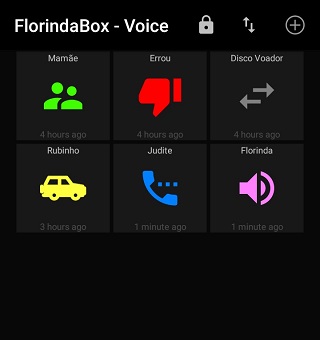 FlorindaBox - Voice
Mamãe
Errou
Disco Voador
4 hours ago
4 hours ago
4 hours ago
Rubinho
Judite
Florinda
3 hours ago
1 minute ago
1 minute ago